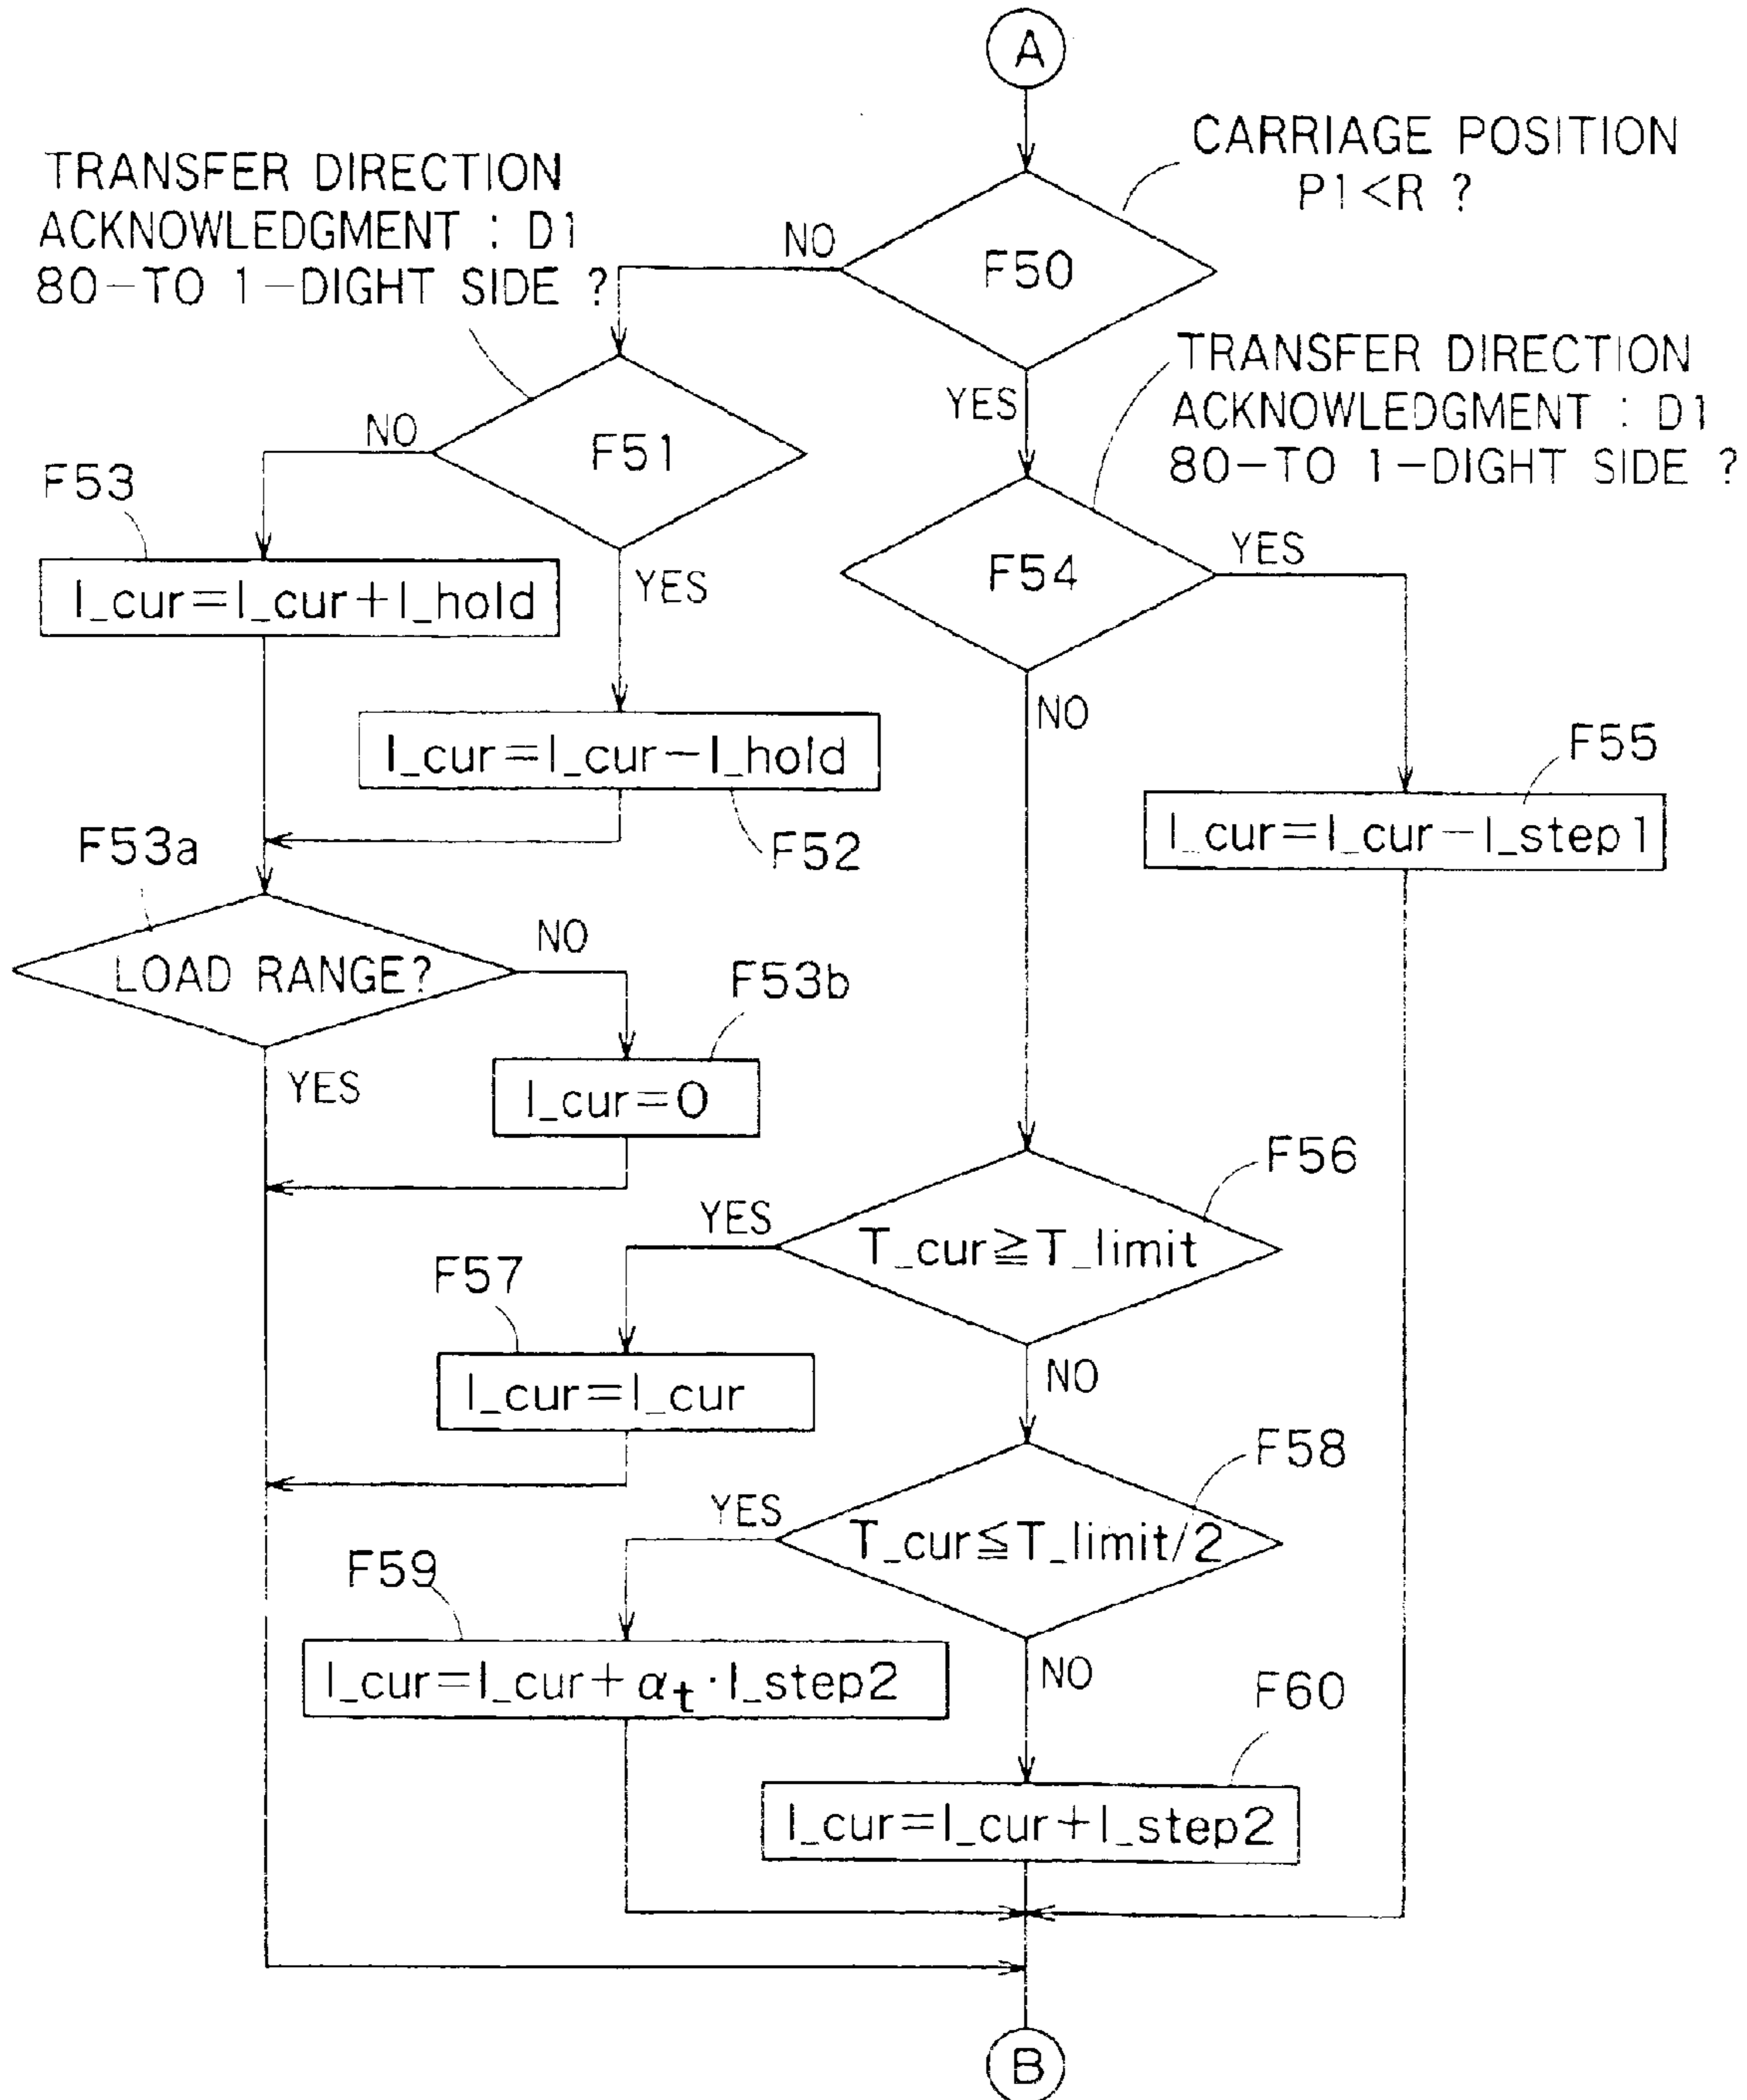 A
CARRIAGE POSITION
P1<R ?
TRANSFER DIRECTION
ACKNOWLEDGMENT : D1
80-TO 1-DIGHT SIDE ?
NO
F50
YES
TRANSFER DIRECTION
ACKNOWLEDGMENT : D1
80-TO 1-DIGHT SIDE ?
NO
F51
YES
F53
I_cur=I_cur+I_hold
F54
YES
NO
I_cur=I_cur-I_hold
F52
F55
I_cur=I_cur-I_step1
F53a
LOAD RANGE?
NO
YES
F53b
I_cur=0
F56
T_cur≧T_limit
YES
NO
F57
I_cur=I_cur
F58
T_cur≦T_limit/2
YES
NO
F59
I_cur=I_cur+αt·I_step2
F60
I_cur=I_cur+I_step2
B